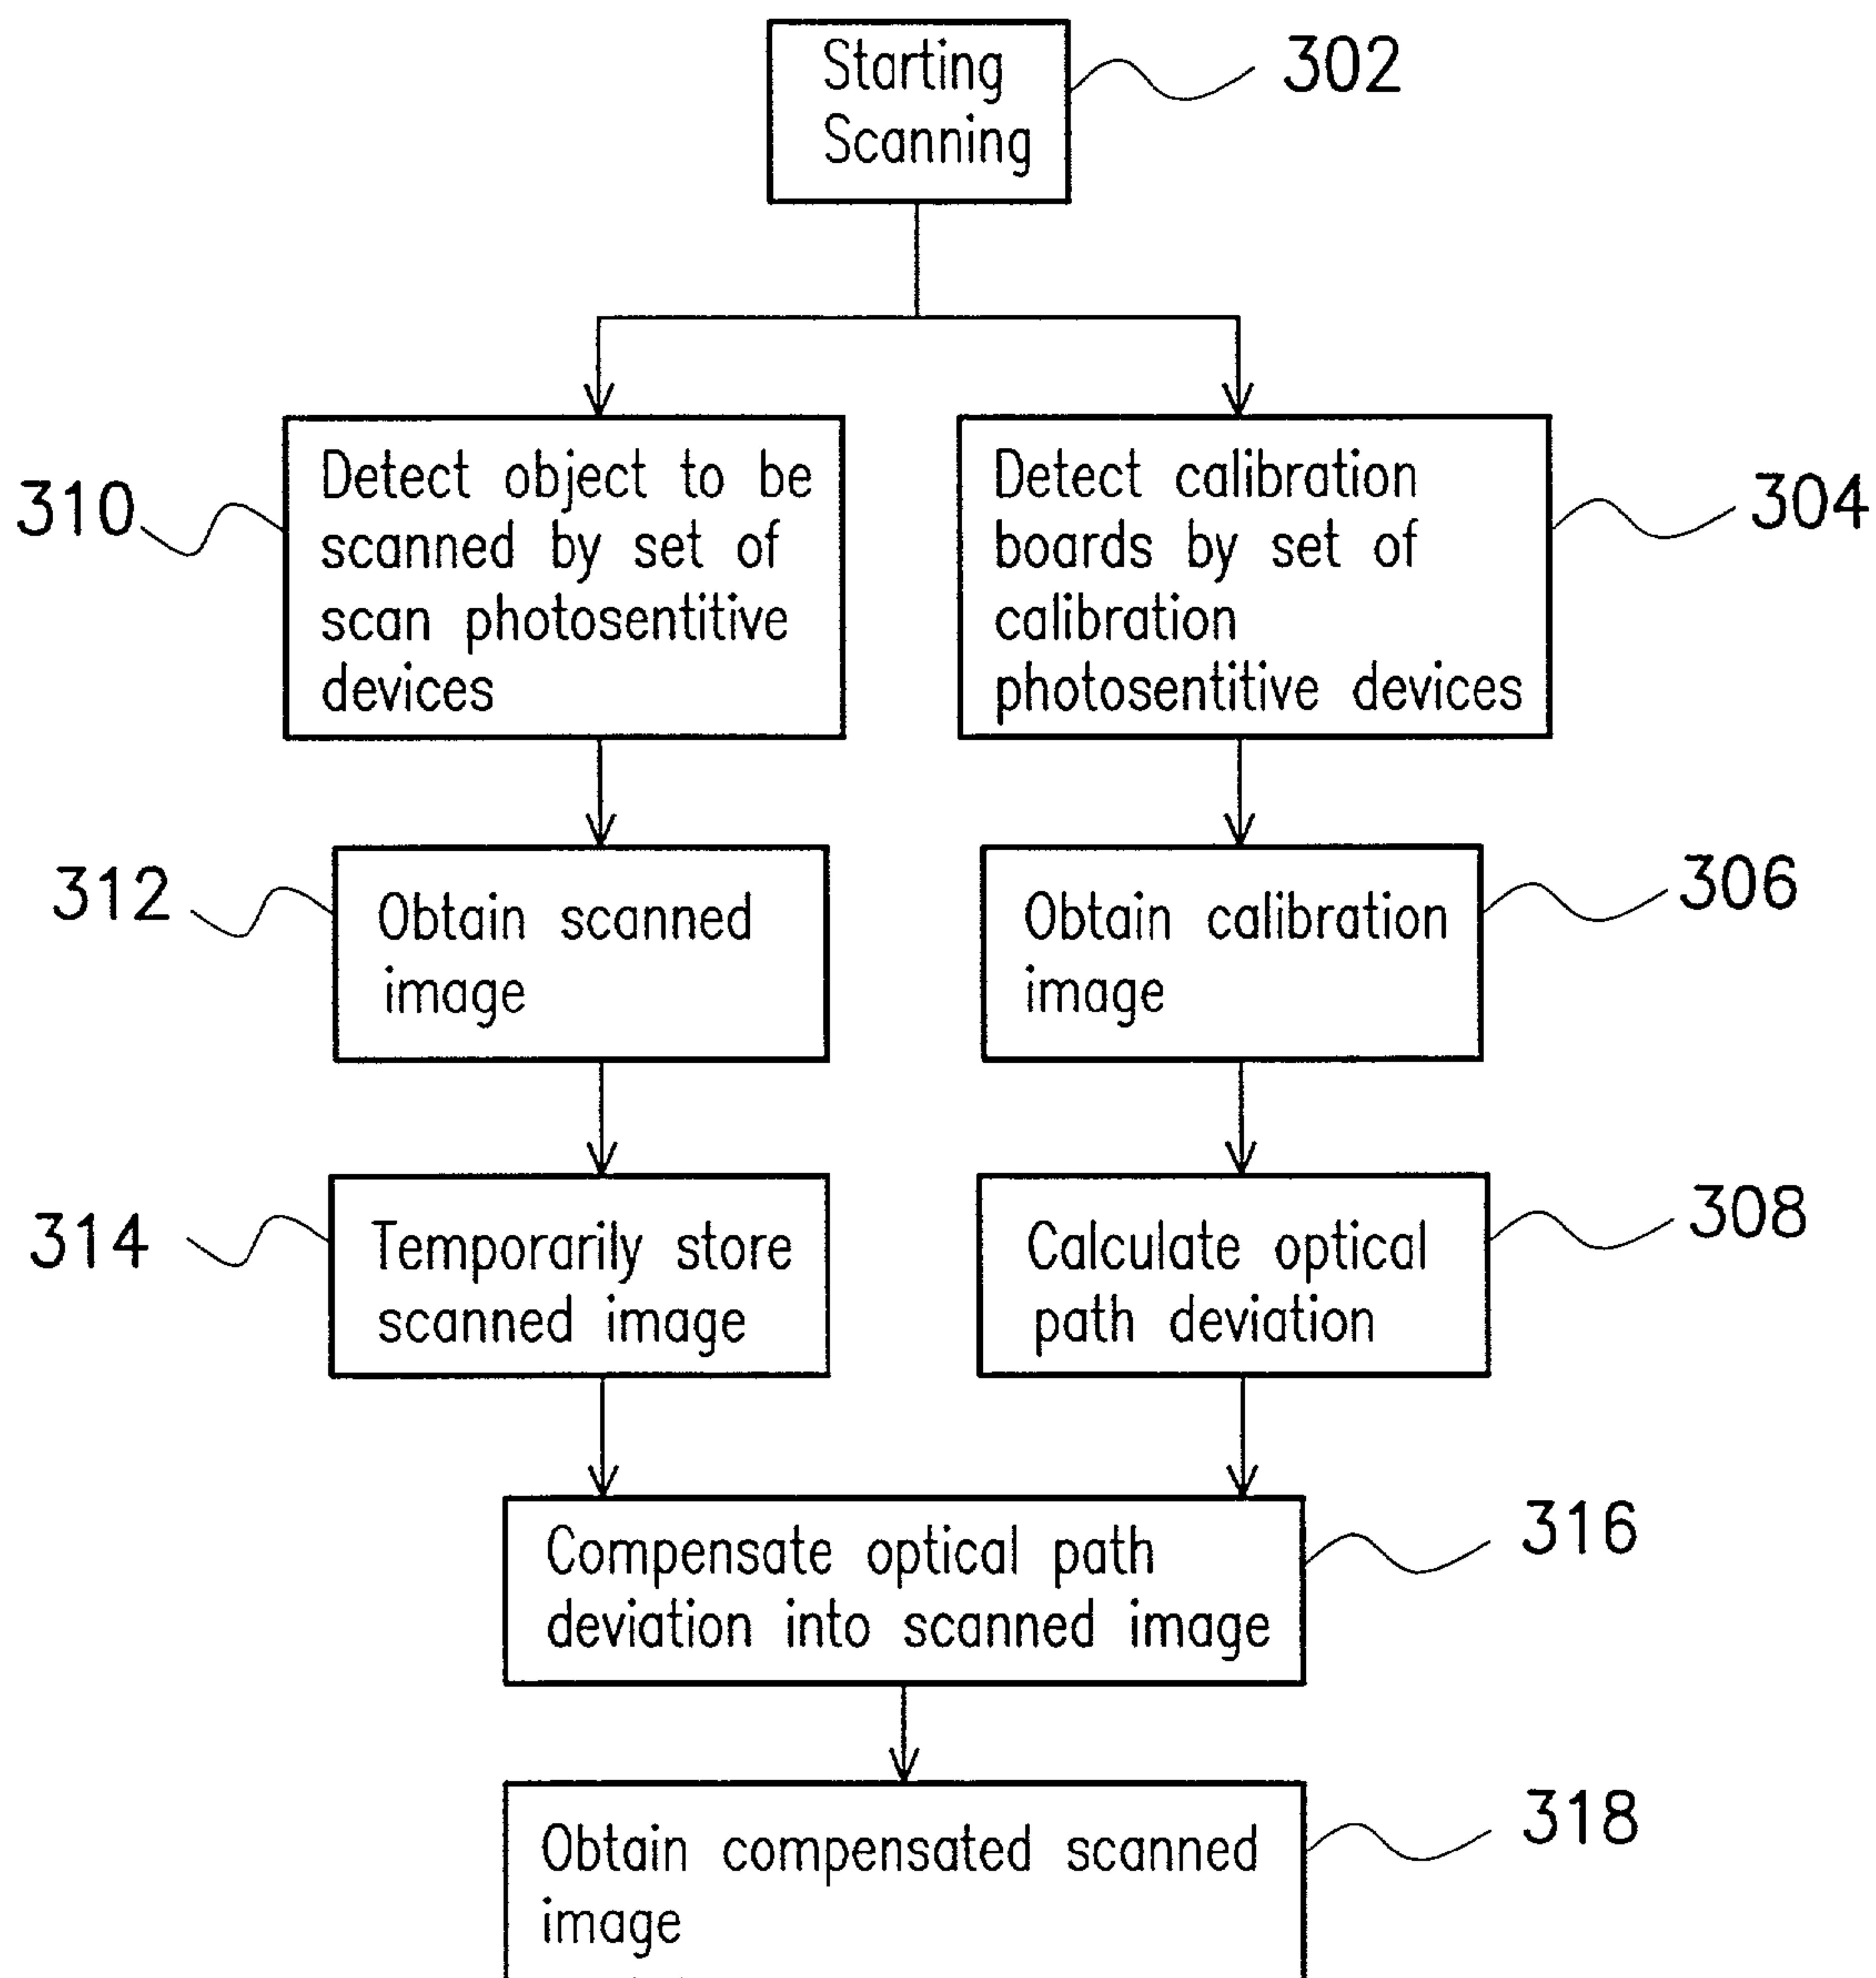 Starting
Scanning
302
310
Detect object to be
scanned by set of
scan photosentitive
devices
Detect calibration
boards by set of
calibration
photosentitive devices
304
312
Obtain scanned
image
Obtain calibration
image
306
314
Temporarily store
scanned image
Calculate optical
path deviation
308
Compensate optical path
deviation into scanned image
316
Obtain compensated scanned
image
318